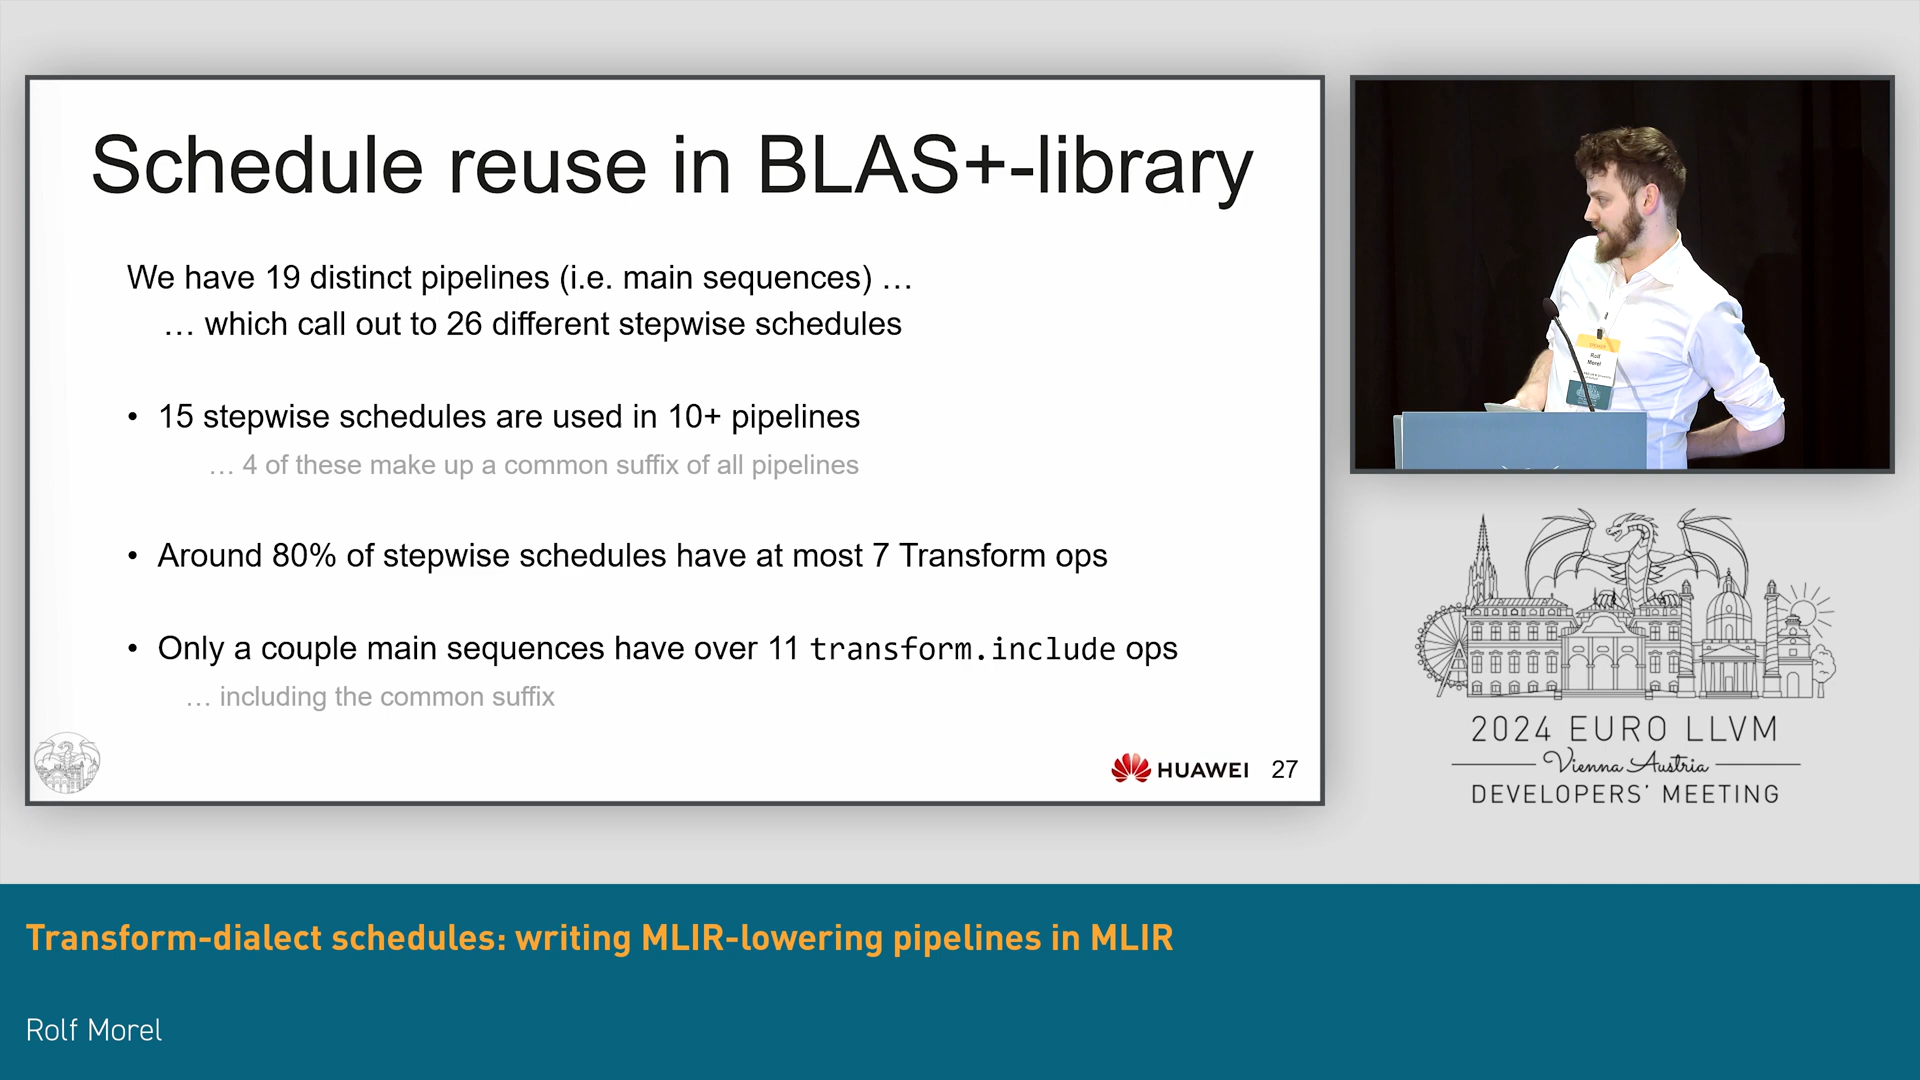 Schedule reuse in BLAS+-library
We have 19 distinct pipelines (i.e. main sequences) …
… which call out to 26 different stepwise schedules
• 15 stepwise schedules are used in 10+ pipelines
… 4 of these make up a common suffix of all pipelines
• Around 80% of stepwise schedules have at most 7 Transform ops
• Only a couple main sequences have over 11 transform.include ops
… including the common suffix
HUAWEI 27
Rolf
Morel
2024 EURO LLVM
Vienna Austria
DEVELOPERS' MEETING
Transform-dialect schedules: writing MLIR-lowering pipelines in MLIR
Rolf Morel